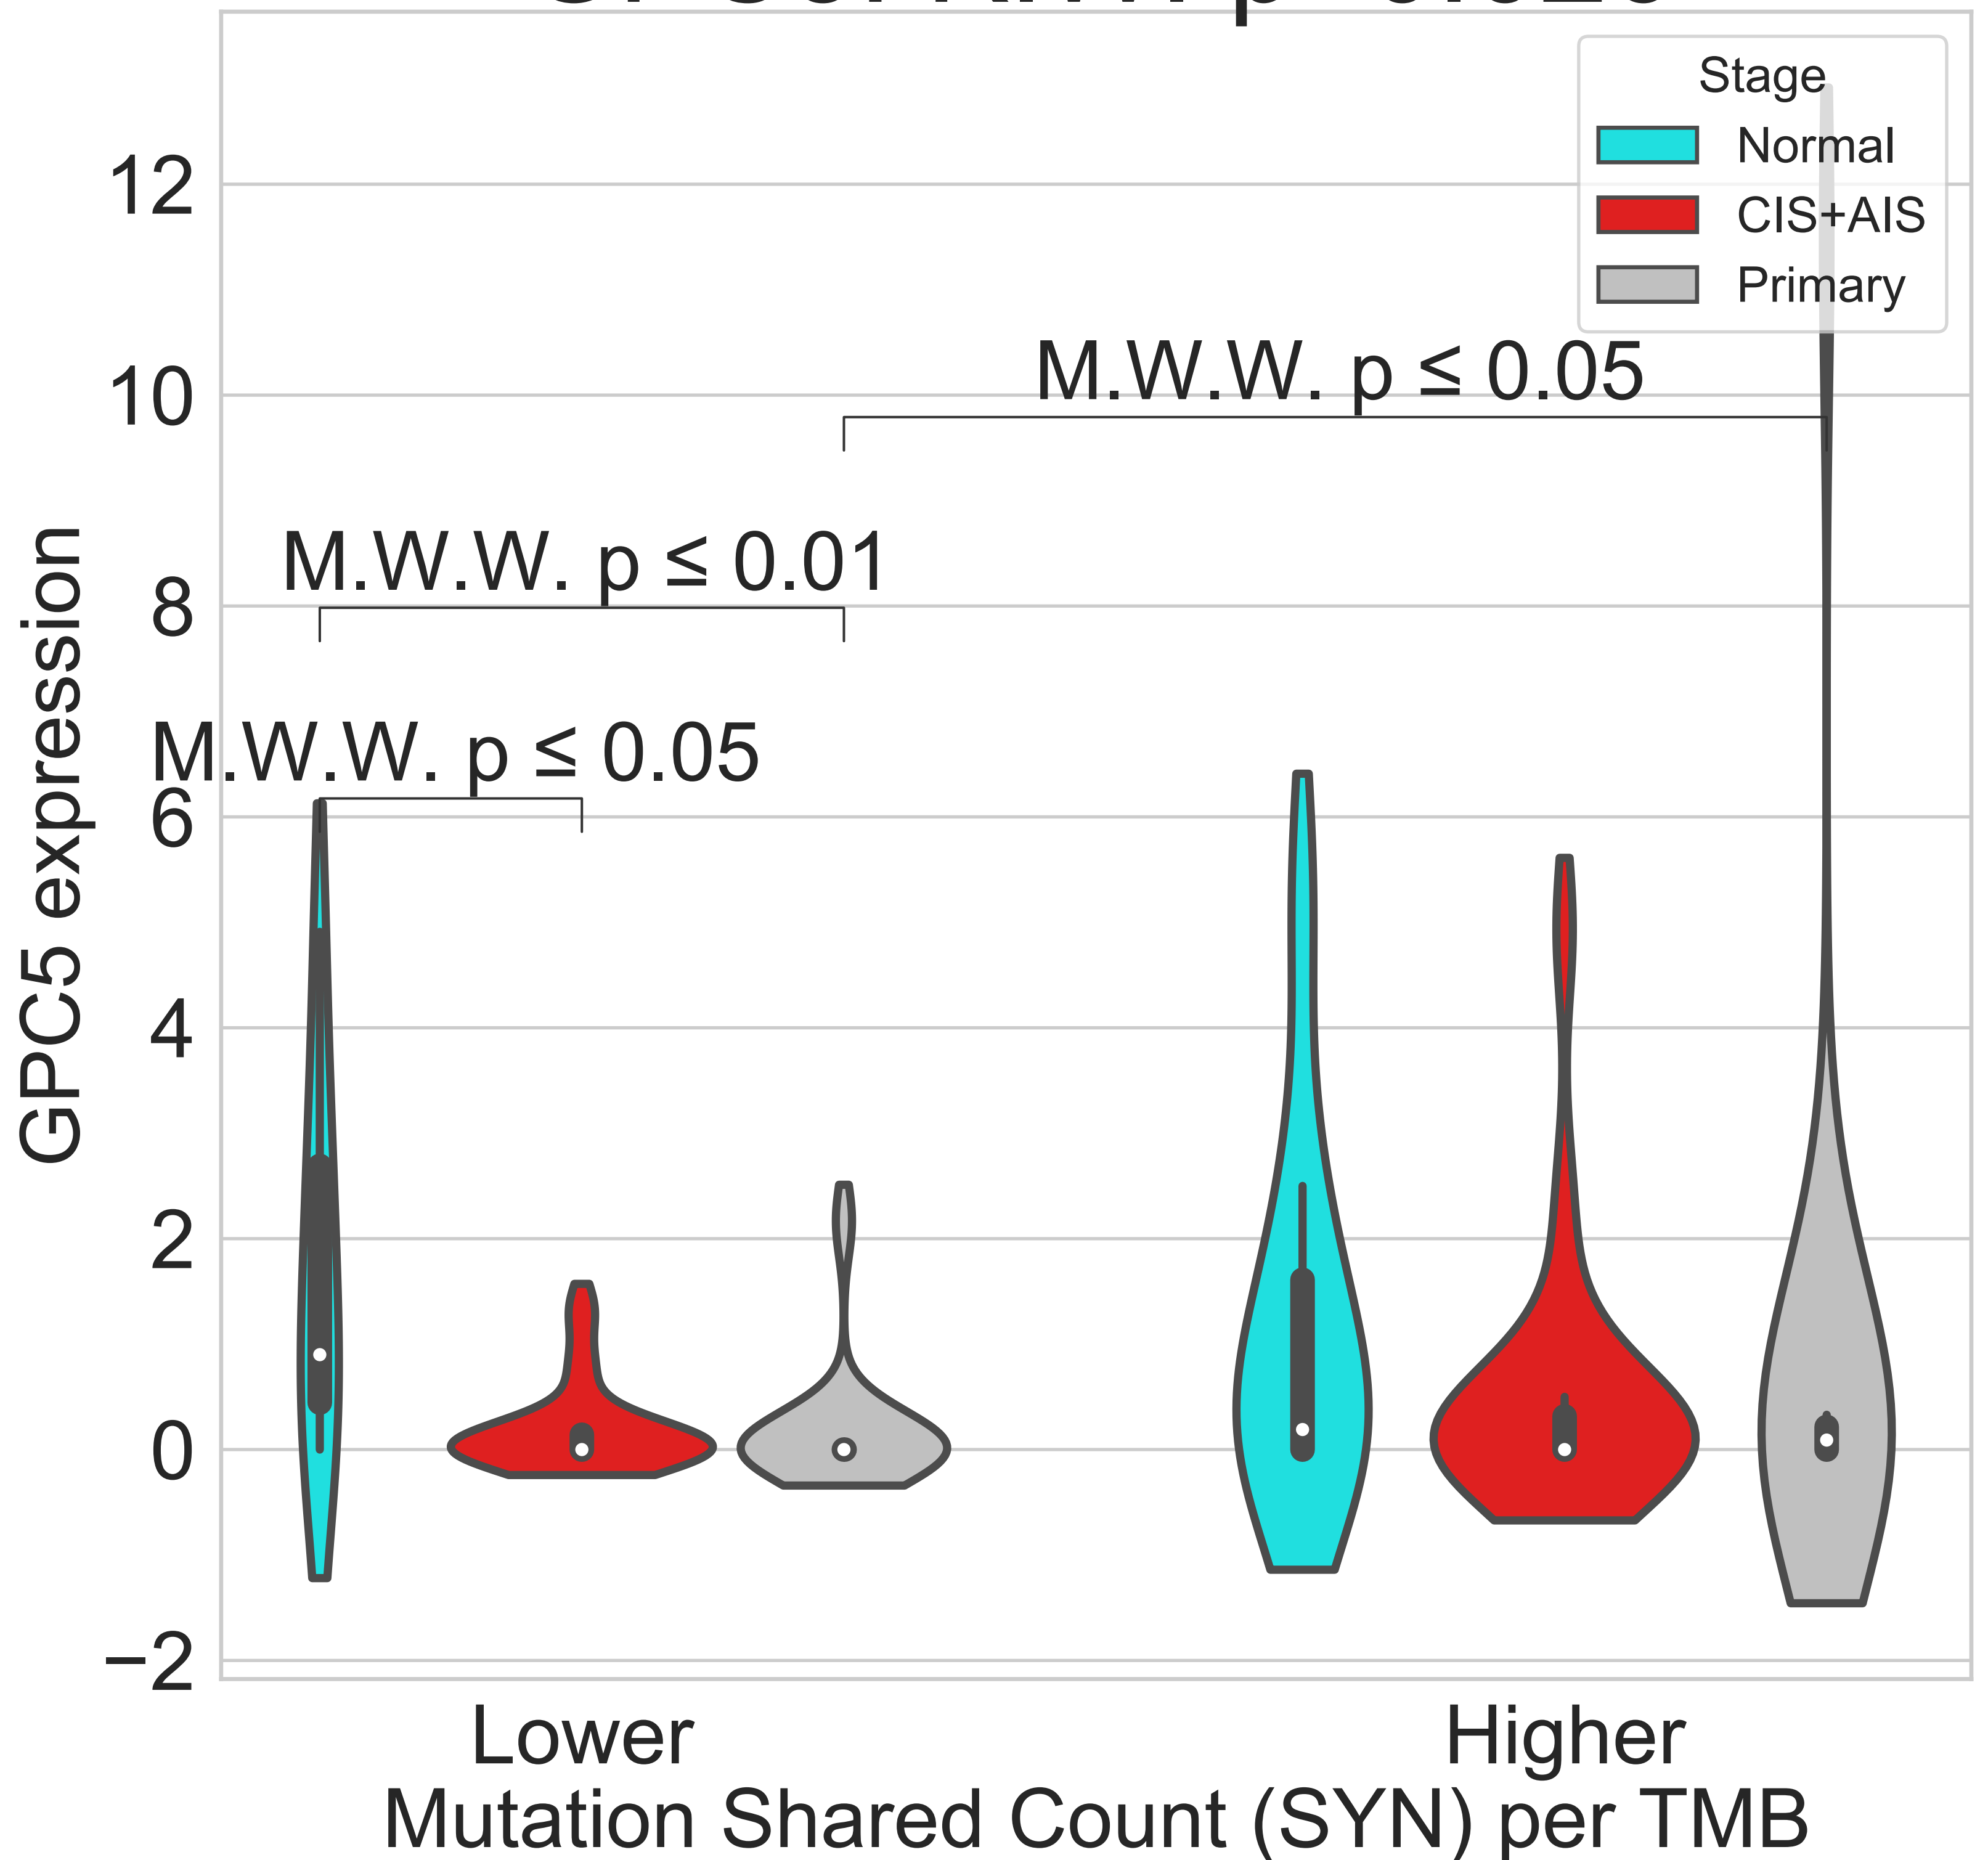 Stage
Normal
CIS+AIS
Primary
12
10
8
6
4
2
0
−2
GPC5 expression
M.W.W. p ≤ 0.05
M.W.W. p ≤ 0.01
M.W.W. p ≤ 0.05
Lower
Higher
Mutation Shared Count (SYN) per TMB